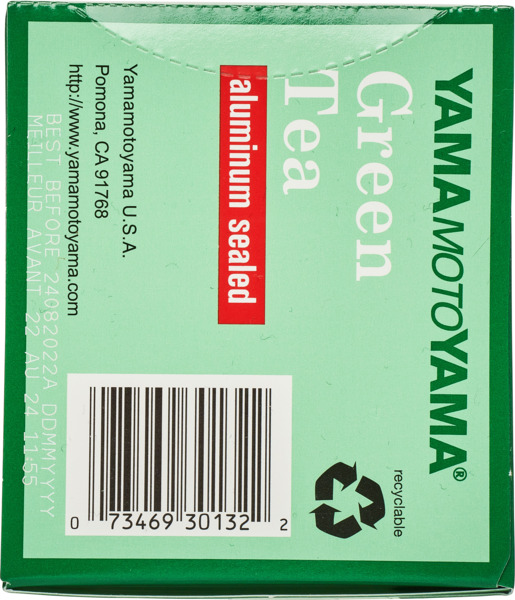 YAMAMOTOYAMA®
Green
Tea
aluminum sealed
Yamamotoyama U.S.A.
Pomona, CA 91768
http://www.yamamotoyama.com
BEST BEFORE 24082022A DDMMYYYY
MEILLEUR AVANT 22 AU 24 11:55
recyclable
0 73469 30132 2